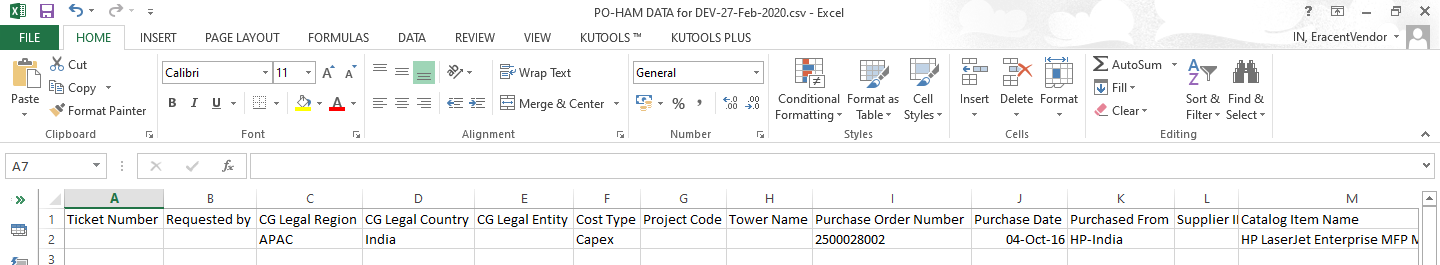 PO-HAM DATA for DEV-27-Feb-2020.csv - Excel
FILE HOME INSERT PAGE LAYOUT FORMULAS DATA REVIEW VIEW KUTOOLS ™ KUTOOLS PLUS IN, EracentVendor
Paste
Cut
Copy
Format Painter
Clipboard
Calibri 11
B I U
Font
Wrap Text
Merge & Center
Alignment
General
%
Number
Conditional Formatting
Format as Table
Cell Styles
Styles
Insert
Delete
Format
Cells
AutoSum
Fill
Clear
Sort & Filter
Find & Select
Editing
A7 fx
A B C D E F G H I J K L M
1 Ticket Number Requested by CG Legal Region CG Legal Country CG Legal Entity Cost Type Project Code Tower Name Purchase Order Number Purchase Date Purchased From Supplier I Catalog Item Name
2 APAC India Capex 2500028002 04-Oct-16 HP-India HP LaserJet Enterprise MFP M
3